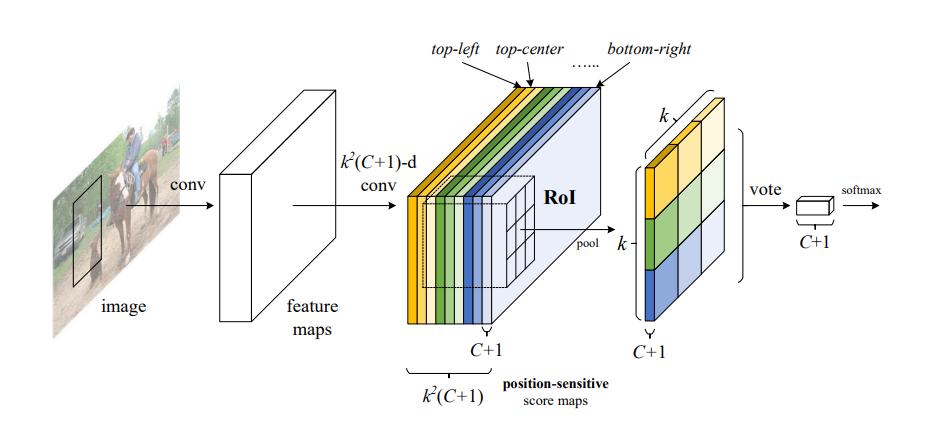 top-left top-center ...... bottom-right
conv
k²(C+1)-d
conv
RoI
pool
k
k
vote
softmax
C+1
image
feature
maps
C+1
k²(C+1)
position-sensitive
score maps
C+1